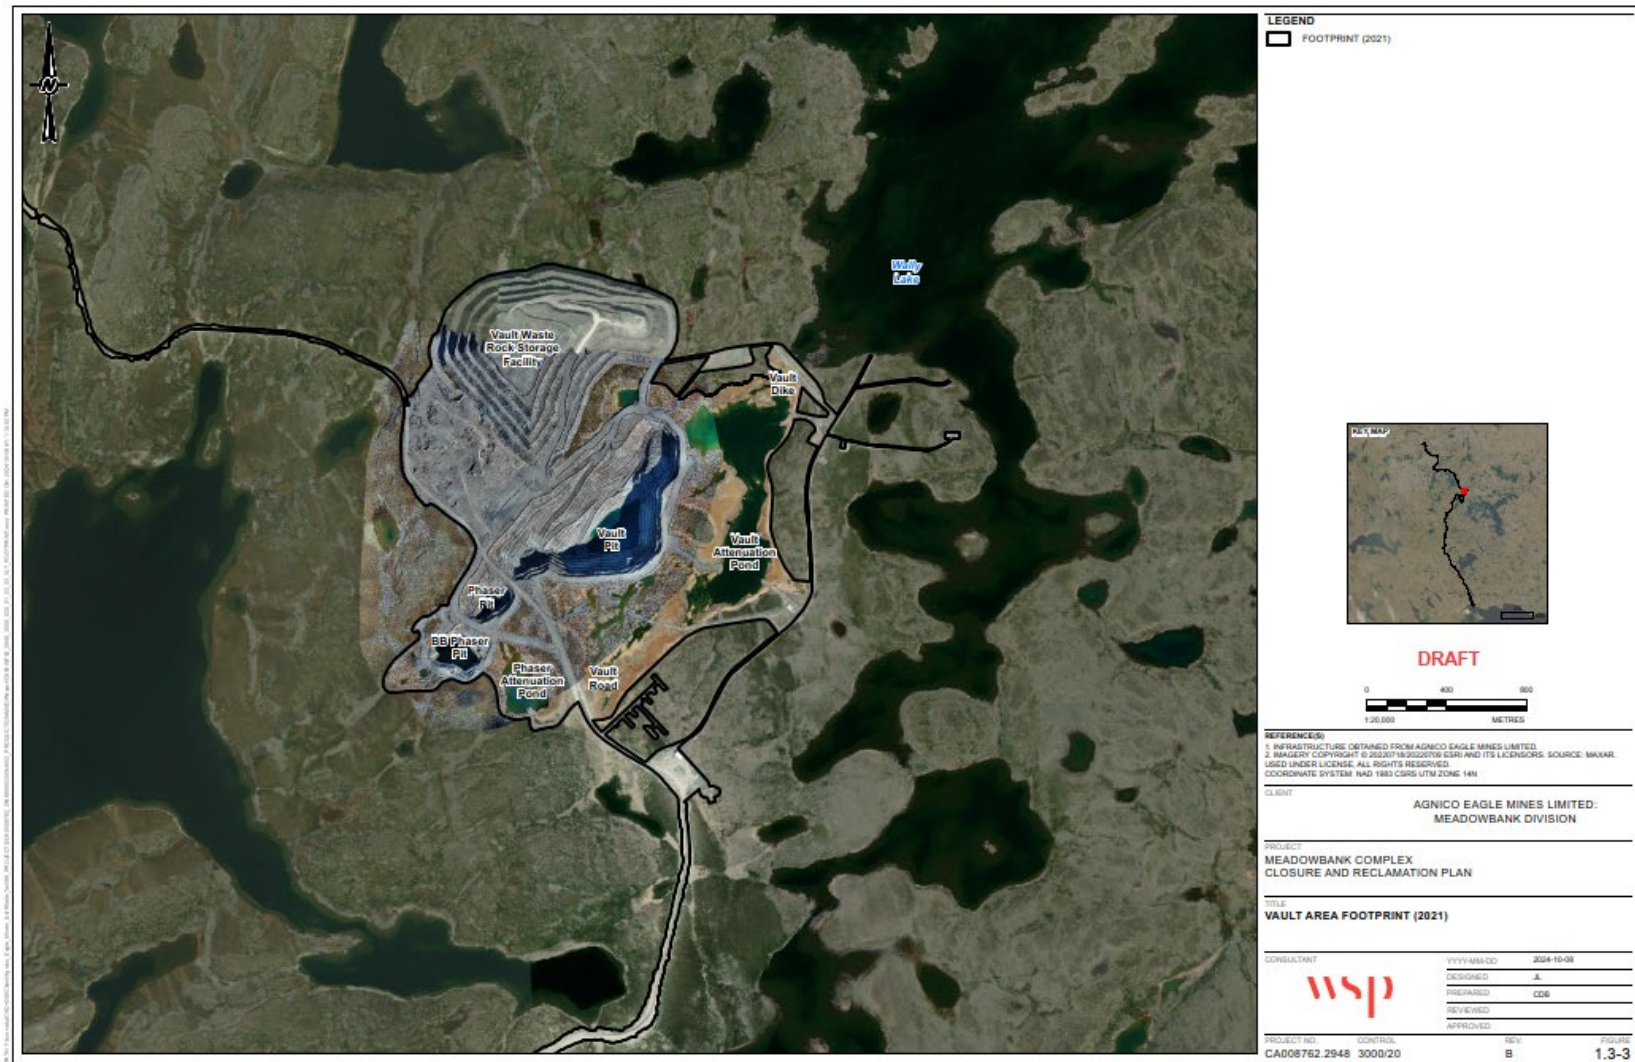 N
Wally
Lake
Vault Waste
Rock Storage
Facility
Vault
Dike
Vault
Pit
Vault
Attenuation
Pond
Phaser
Pit
BB Phaser
Pit
Phaser
Attenuation
Pond
Vault
Road
LEGEND
FOOTPRINT (2021)
KEY MAP
DRAFT
0 400 800
1:20,000 METRES
REFERENCE(S)
1. INFRASTRUCTURE OBTAINED FROM AGNICO EAGLE MINES LIMITED.
2. IMAGERY COPYRIGHT © 20220718/20220709 ESRI AND ITS LICENSORS. SOURCE: MAXAR.
USED UNDER LICENSE, ALL RIGHTS RESERVED.
COORDINATE SYSTEM: NAD 1983 CSRS UTM ZONE 14N
CLIENT
AGNICO EAGLE MINES LIMITED:
MEADOWBANK DIVISION
PROJECT
MEADOWBANK COMPLEX
CLOSURE AND RECLAMATION PLAN
TITLE
VAULT AREA FOOTPRINT (2021)
CONSULTANT
wsp
YYYY-MM-DD 2024-10-08
DESIGNED JL
PREPARED CDB
REVIEWED
APPROVED
PROJECT NO. CONTROL REV. FIGURE
CA008762.2948 3000/20 B 1.3-3